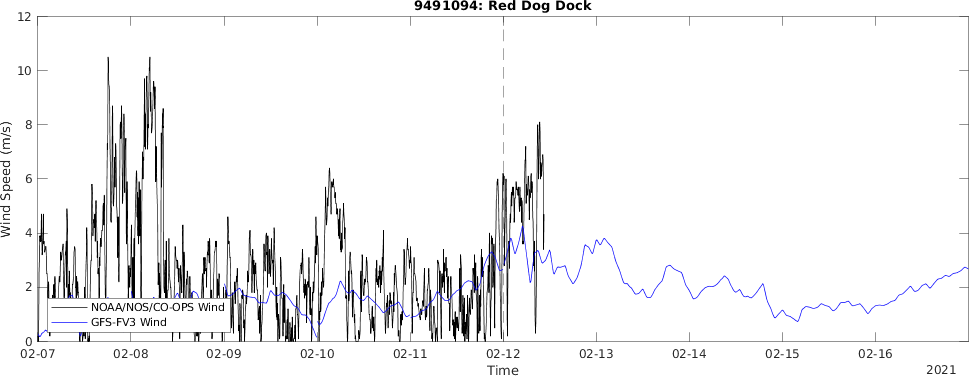 9491094: Red Dog Dock
Wind Speed (m/s)
12
10
8
6
4
2
0
NOAA/NOS/CO-OPS Wind
GFS-FV3 Wind
02-07 02-08 02-09 02-10 02-11 02-12 02-13 02-14 02-15 02-16
Time
2021